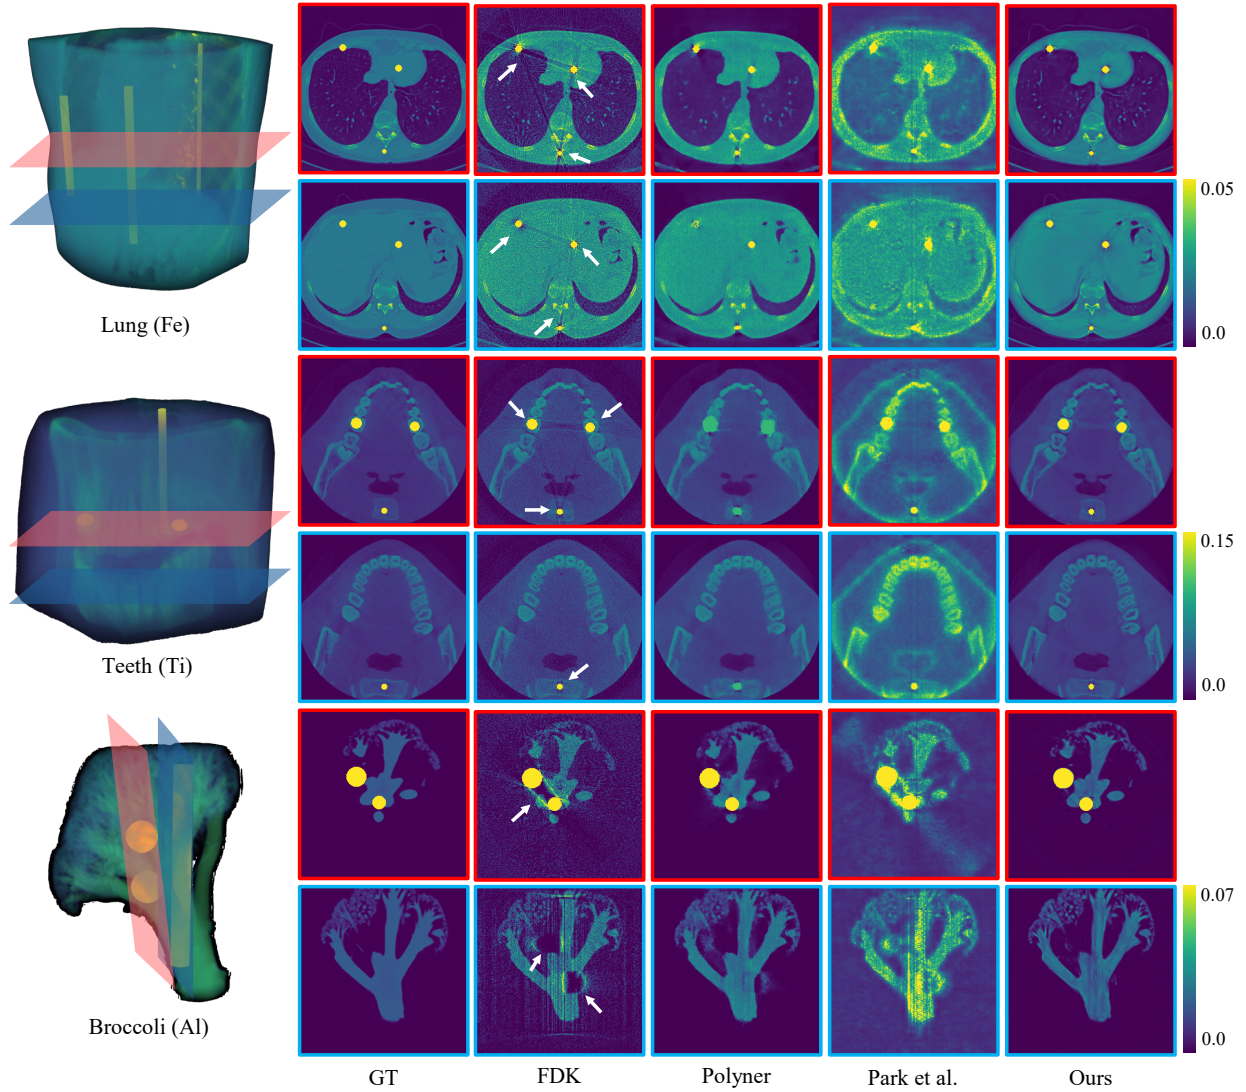 Lung (Fe)
0.05
0.0
Teeth (Ti)
0.15
0.0
Broccoli (Al)
0.07
0.0
GT
FDK
Polyner
Park et al.
Ours